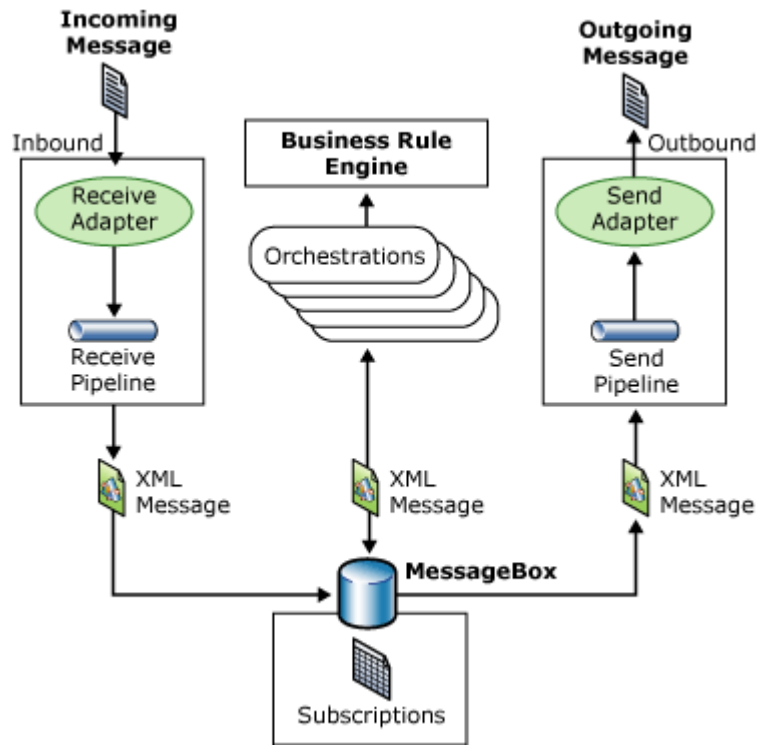 Incoming
Message
Inbound
Receive
Adapter
Receive
Pipeline
XML
Message
Business Rule
Engine
Orchestrations
XML
Message
MessageBox
Subscriptions
Outgoing
Message
Outbound
Send
Adapter
Send
Pipeline
XML
Message